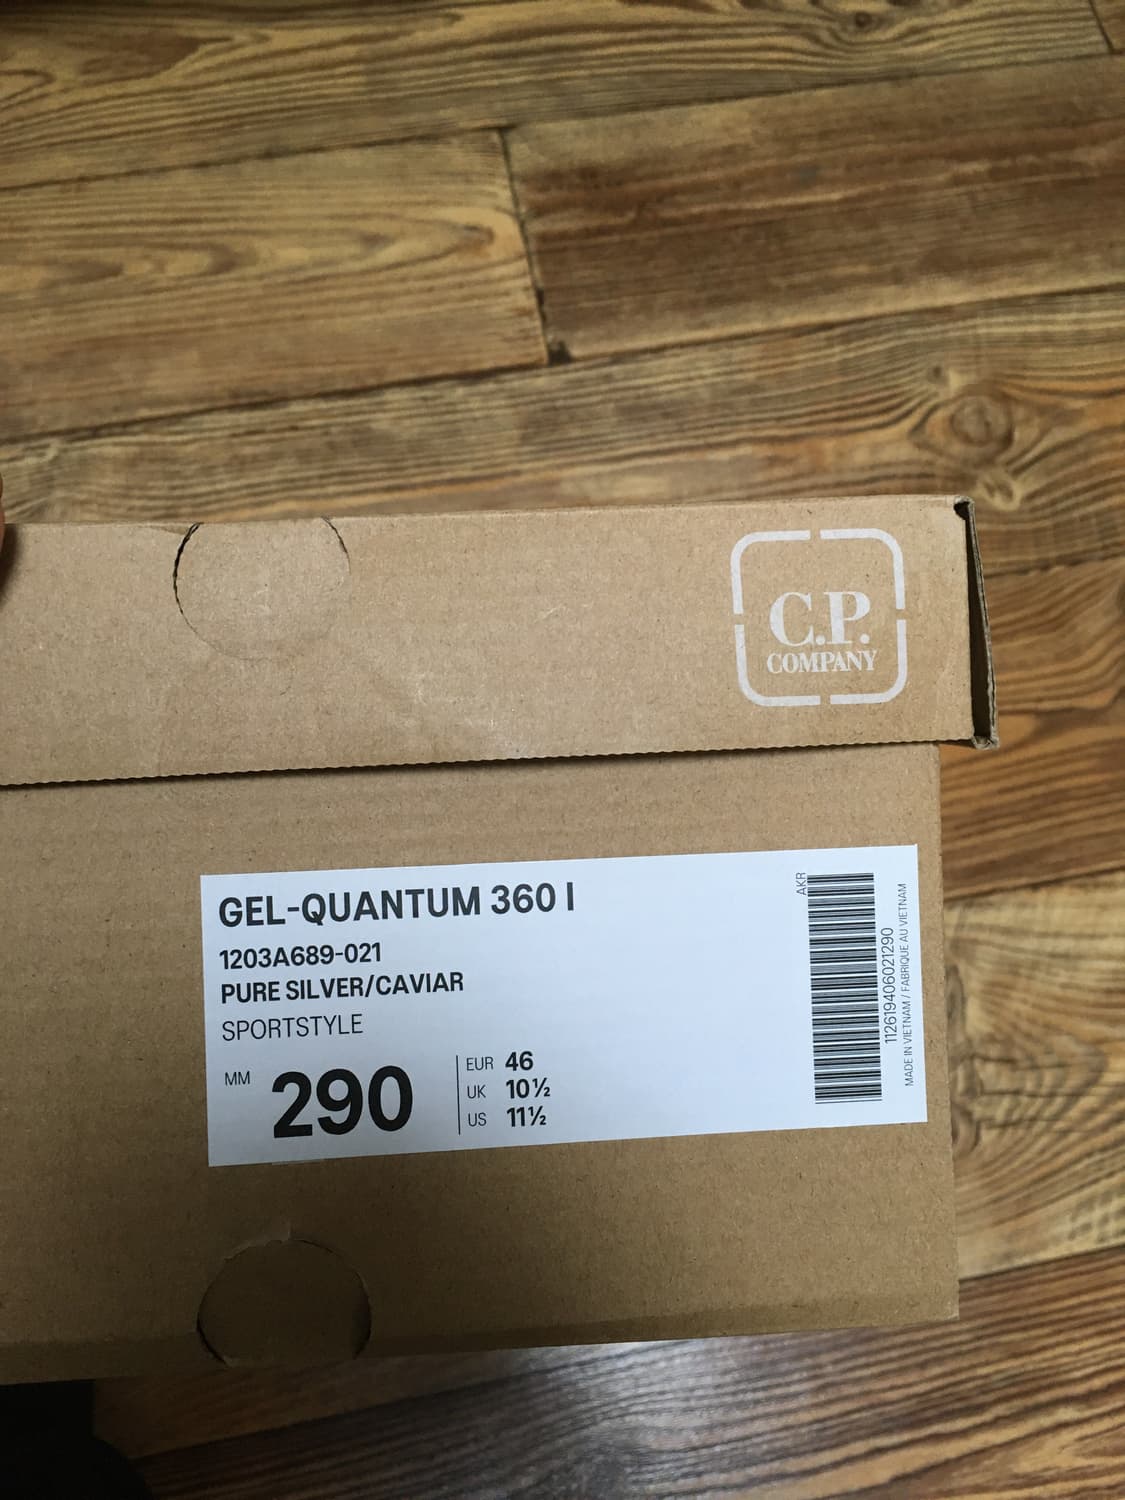 C.P.
COMPANY
GEL-QUANTUM 360 I
1203A689-021
PURE SILVER/CAVIAR
SPORTSTYLE
MM 290
EUR 46
UK 10½
US 11½
AKR
112619406021290
MADE IN VIETNAM / FABRIQUE AU VIETNAM